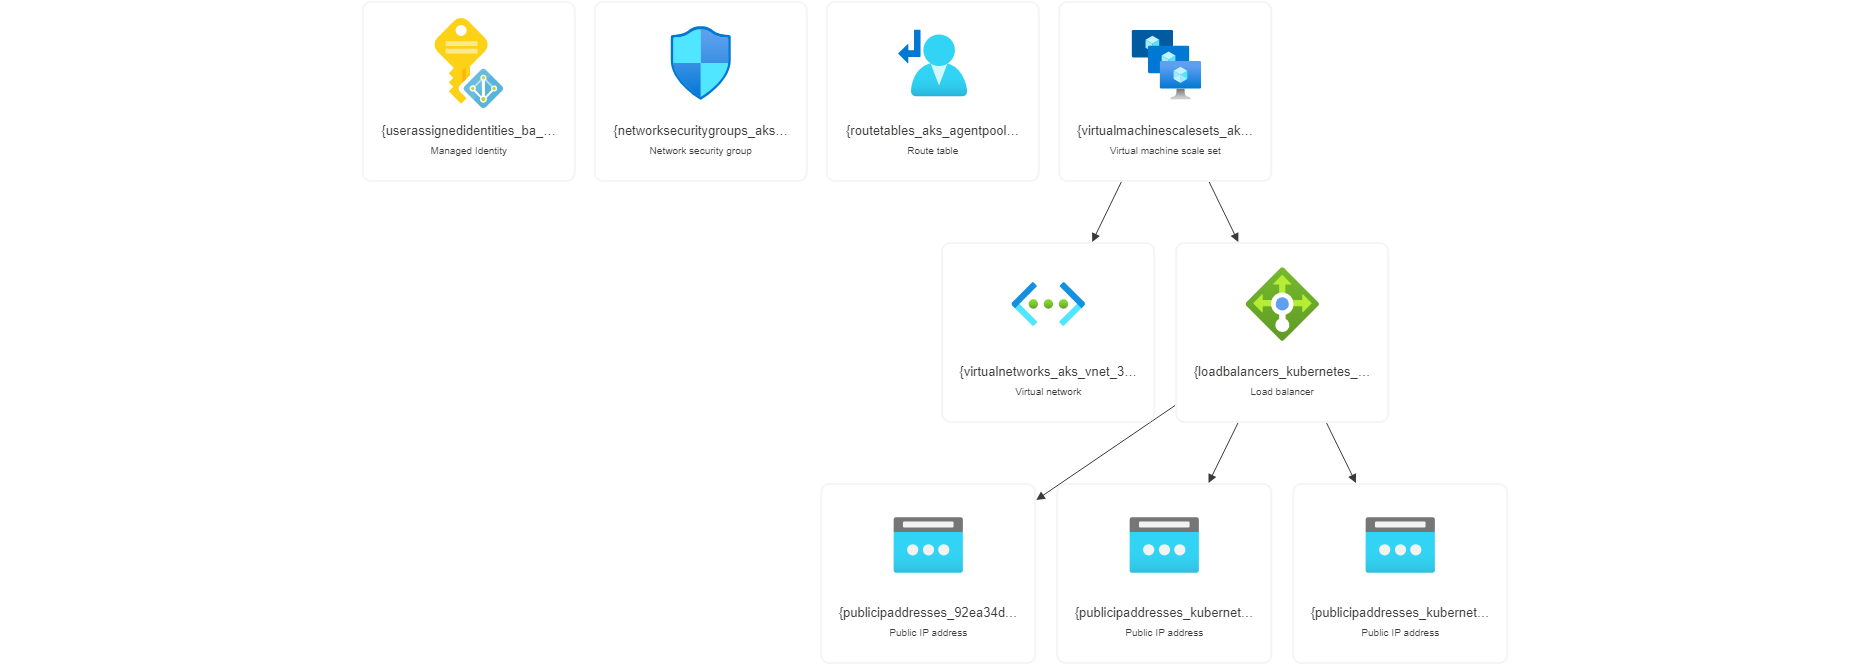 {userassignedidentities_ba_...
Managed Identity
{networksecuritygroups_aks...
Network security group
{routetables_aks_agentpool...
Route table
{virtualmachinescalesets_ak...
Virtual machine scale set
{virtualnetworks_aks_vnet_3...
Virtual network
{loadbalancers_kubernetes_...
Load balancer
{publicipaddresses_92ea34d...
Public IP address
{publicipaddresses_kubernet...
Public IP address
{publicipaddresses_kubernet...
Public IP address